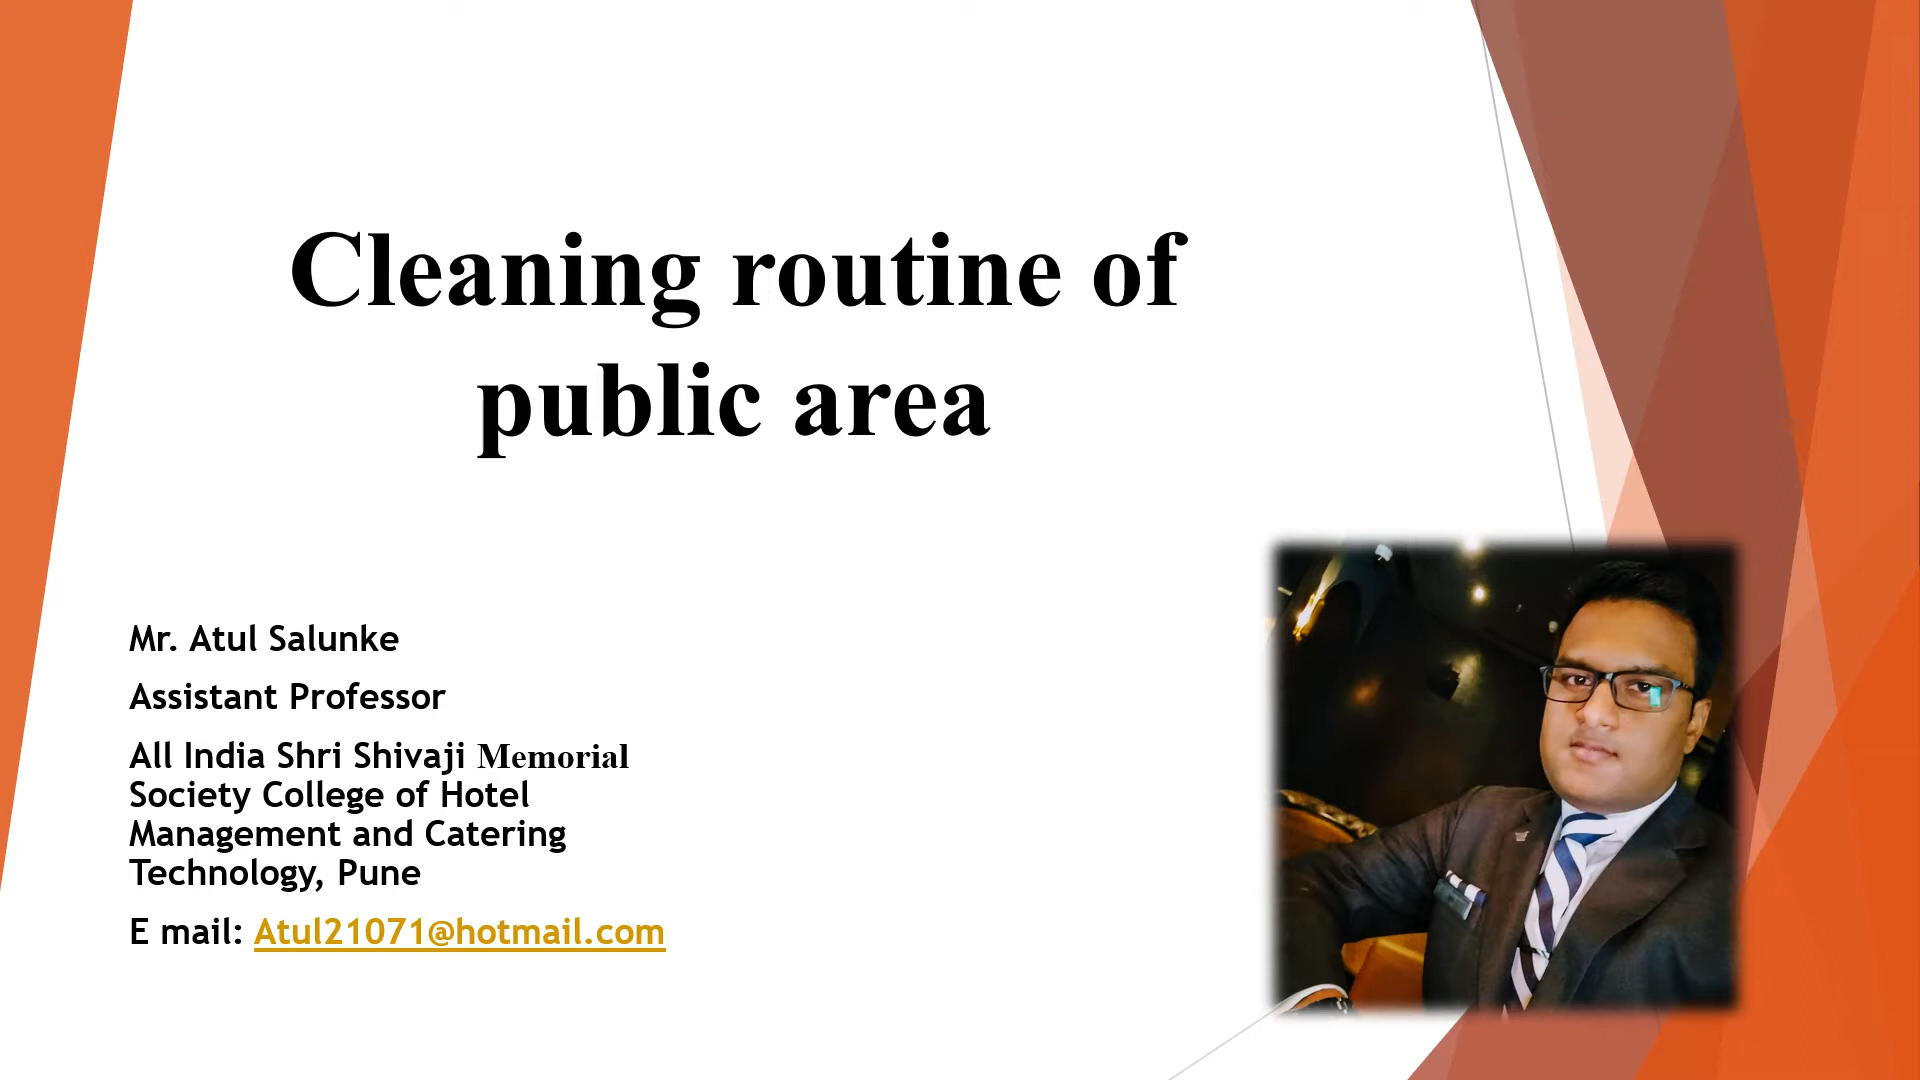 Cleaning routine of
public area
Mr. Atul Salunke
Assistant Professor
All India Shri Shivaji Memorial
Society College of Hotel
Management and Catering
Technology, Pune
E mail: Atul21071@hotmail.com